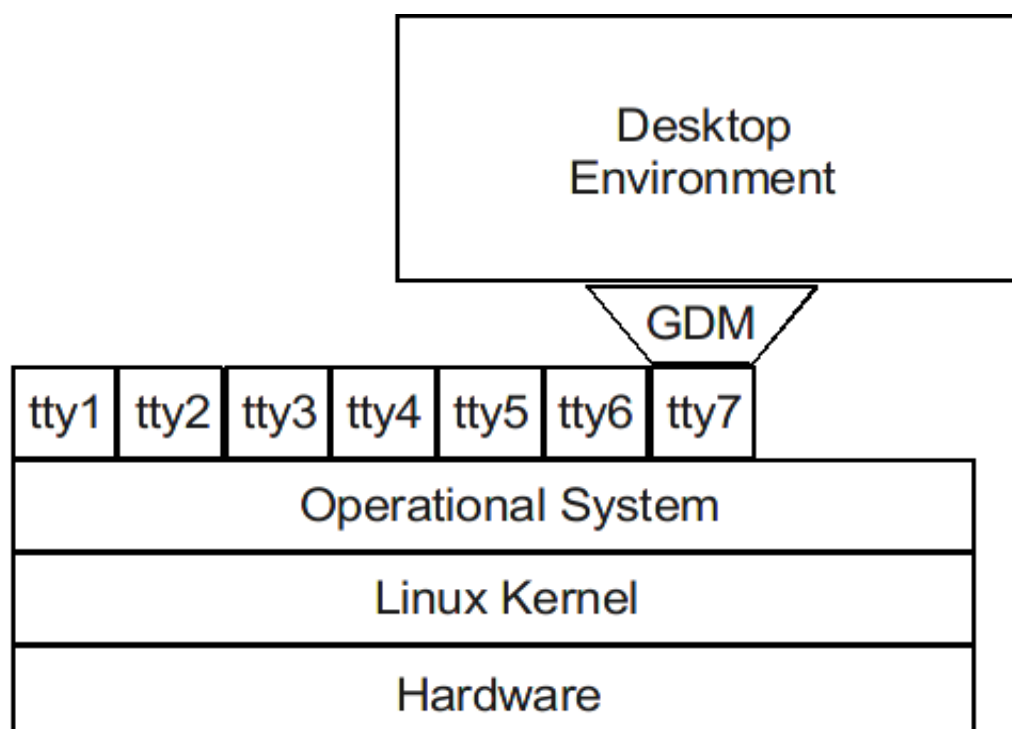 Desktop
Environment
GDM
tty1 tty2 tty3 tty4 tty5 tty6 tty7
Operational System
Linux Kernel
Hardware